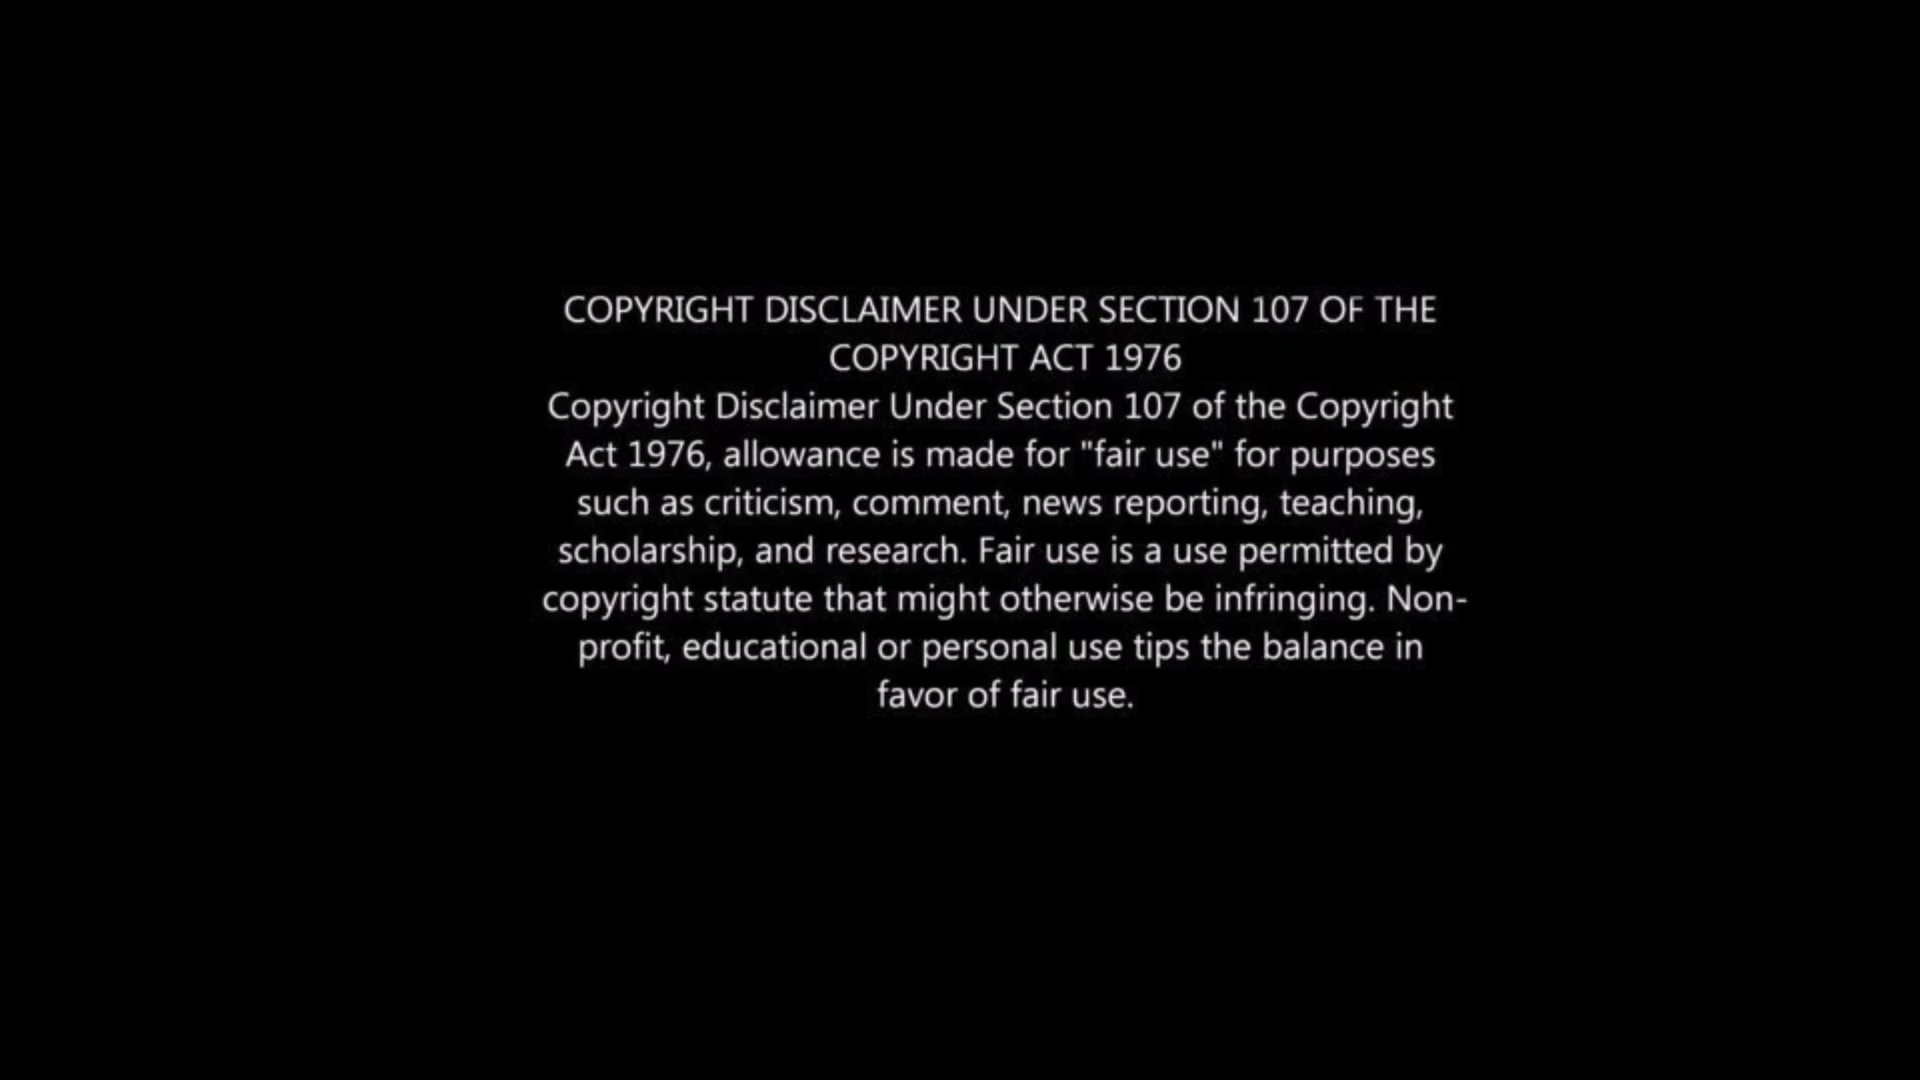 COPYRIGHT DISCLAIMER UNDER SECTION 107 OF THE
COPYRIGHT ACT 1976
Copyright Disclaimer Under Section 107 of the Copyright
Act 1976, allowance is made for "fair use" for purposes
such as criticism, comment, news reporting, teaching,
scholarship, and research. Fair use is a use permitted by
copyright statute that might otherwise be infringing. Non-
profit, educational or personal use tips the balance in
favor of fair use.